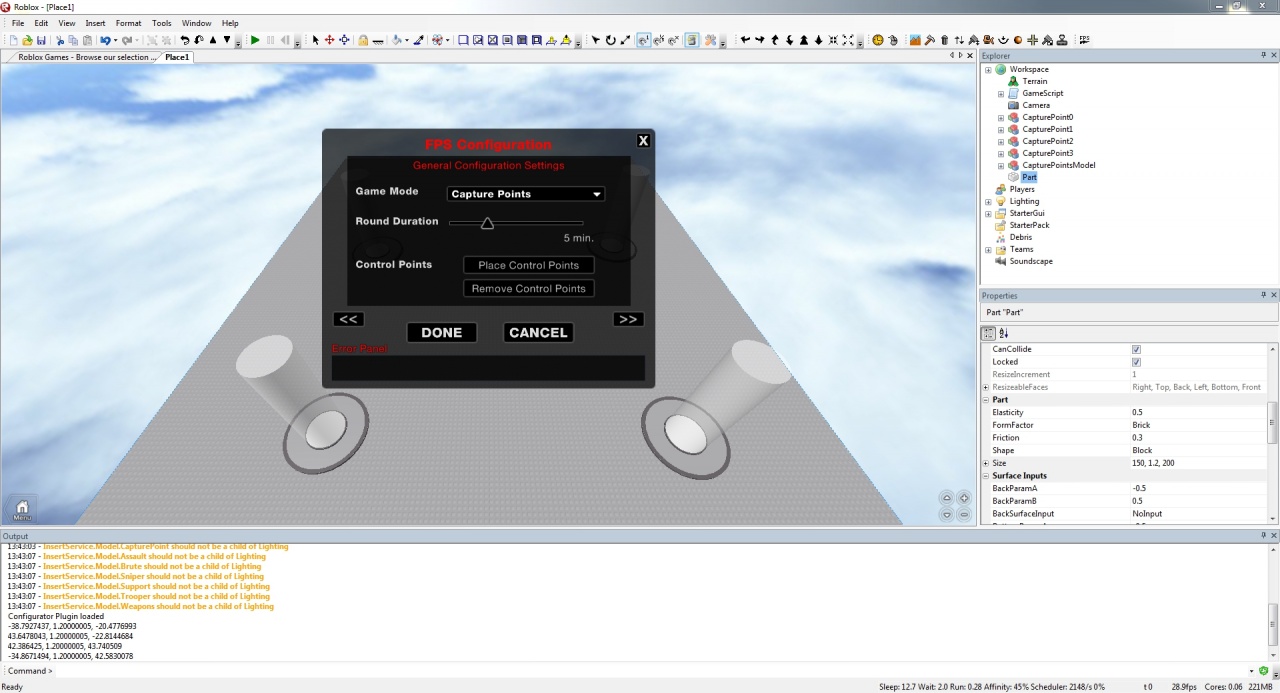 Roblox - [Place1]
File Edit View Insert Format Tools Window Help
Roblox Games - Browse our selection ... Place1
FPS Configuration
X
General Configuration Settings
Game Mode Capture Points
Round Duration
5 min.
Control Points Place Control Points
Remove Control Points
<< >>
DONE CANCEL
Error Panel
Menu
Explorer
Workspace
Terrain
GameScript
Camera
CapturePoint0
CapturePoint1
CapturePoint2
CapturePoint3
CapturePointsModel
Part
Players
Lighting
StarterGui
StarterPack
Debris
Teams
Soundscape
Properties
Part "Part"
CanCollide
Locked
ResizeIncrement 1
ResizeableFaces Right, Top, Back, Left, Bottom, Front
Part
Elasticity 0.5
FormFactor Brick
Friction 0.3
Shape Block
Size 150, 1.2, 200
Surface Inputs
BackParamA -0.5
BackParamB 0.5
BackSurfaceInput NoInput
Output
13:43:03 - InsertService.Model.CapturePoint should not be a child of Lighting
13:43:07 - InsertService.Model.Assault should not be a child of Lighting
13:43:07 - InsertService.Model.Brute should not be a child of Lighting
13:43:07 - InsertService.Model.Sniper should not be a child of Lighting
13:43:07 - InsertService.Model.Support should not be a child of Lighting
13:43:07 - InsertService.Model.Trooper should not be a child of Lighting
13:43:07 - InsertService.Model.Weapons should not be a child of Lighting
Configurator Plugin loaded
-38.7927437, 1.20000005, -20.4776993
43.6478043, 1.20000005, -22.8144684
42.386425, 1.20000005, 43.740509
-34.8671494, 1.20000005, 42.5830078
Command >
Ready Sleep: 12.7 Wait: 2.0 Run: 0.28 Affinity: 45% Scheduler: 2148/s 0% t 0 28.9fps Cores: 0.06 221MB